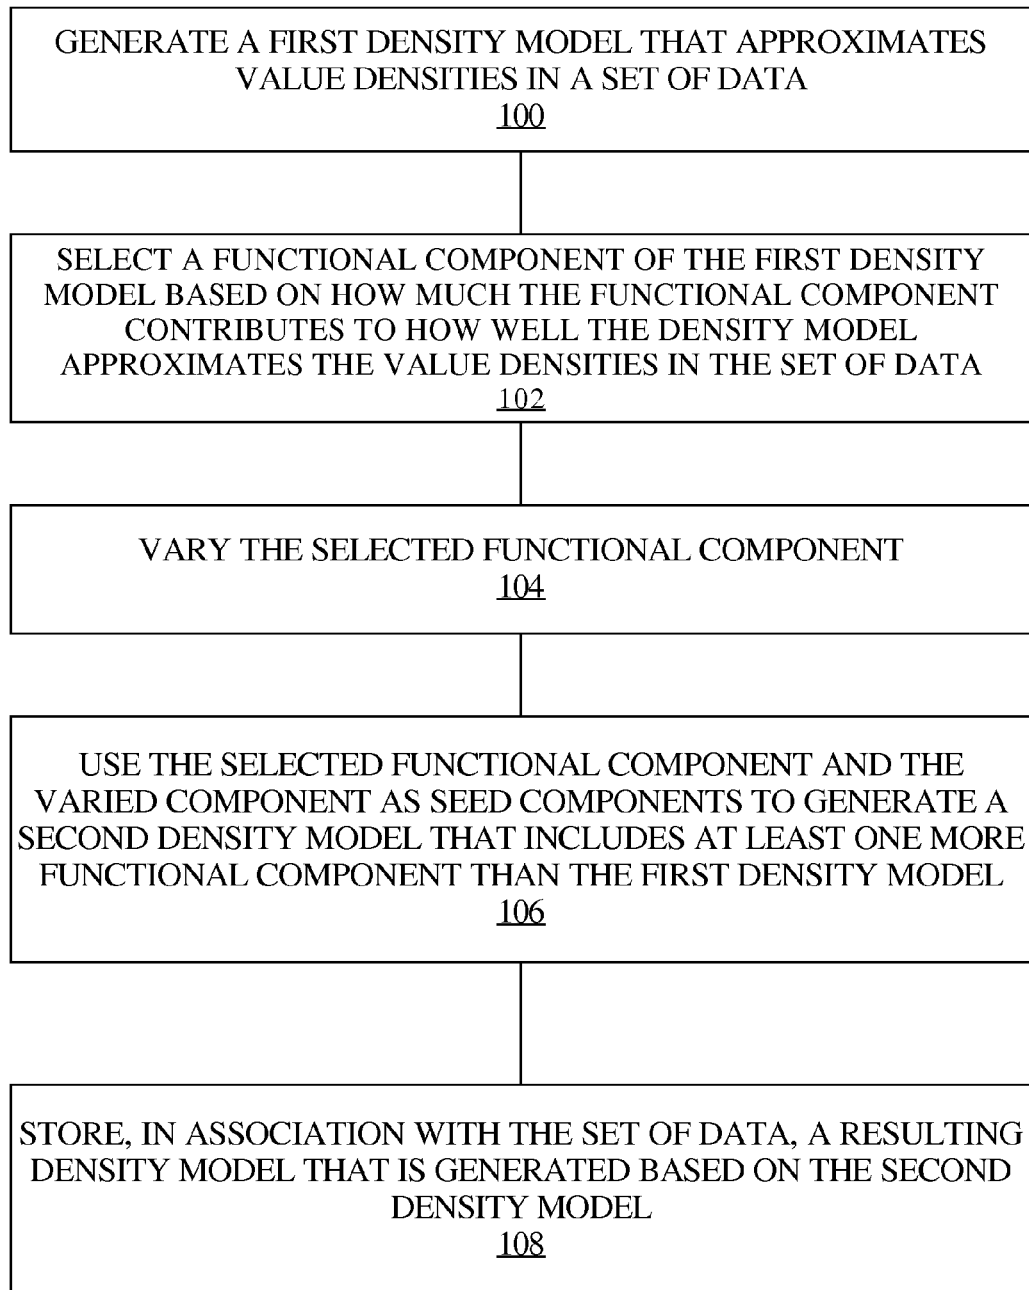 GENERATE A FIRST DENSITY MODEL THAT APPROXIMATES
VALUE DENSITIES IN A SET OF DATA
100
SELECT A FUNCTIONAL COMPONENT OF THE FIRST DENSITY
MODEL BASED ON HOW MUCH THE FUNCTIONAL COMPONENT
CONTRIBUTES TO HOW WELL THE DENSITY MODEL
APPROXIMATES THE VALUE DENSITIES IN THE SET OF DATA
102
VARY THE SELECTED FUNCTIONAL COMPONENT
104
USE THE SELECTED FUNCTIONAL COMPONENT AND THE
VARIED COMPONENT AS SEED COMPONENTS TO GENERATE A
SECOND DENSITY MODEL THAT INCLUDES AT LEAST ONE MORE
FUNCTIONAL COMPONENT THAN THE FIRST DENSITY MODEL
106
STORE, IN ASSOCIATION WITH THE SET OF DATA, A RESULTING
DENSITY MODEL THAT IS GENERATED BASED ON THE SECOND
DENSITY MODEL
108